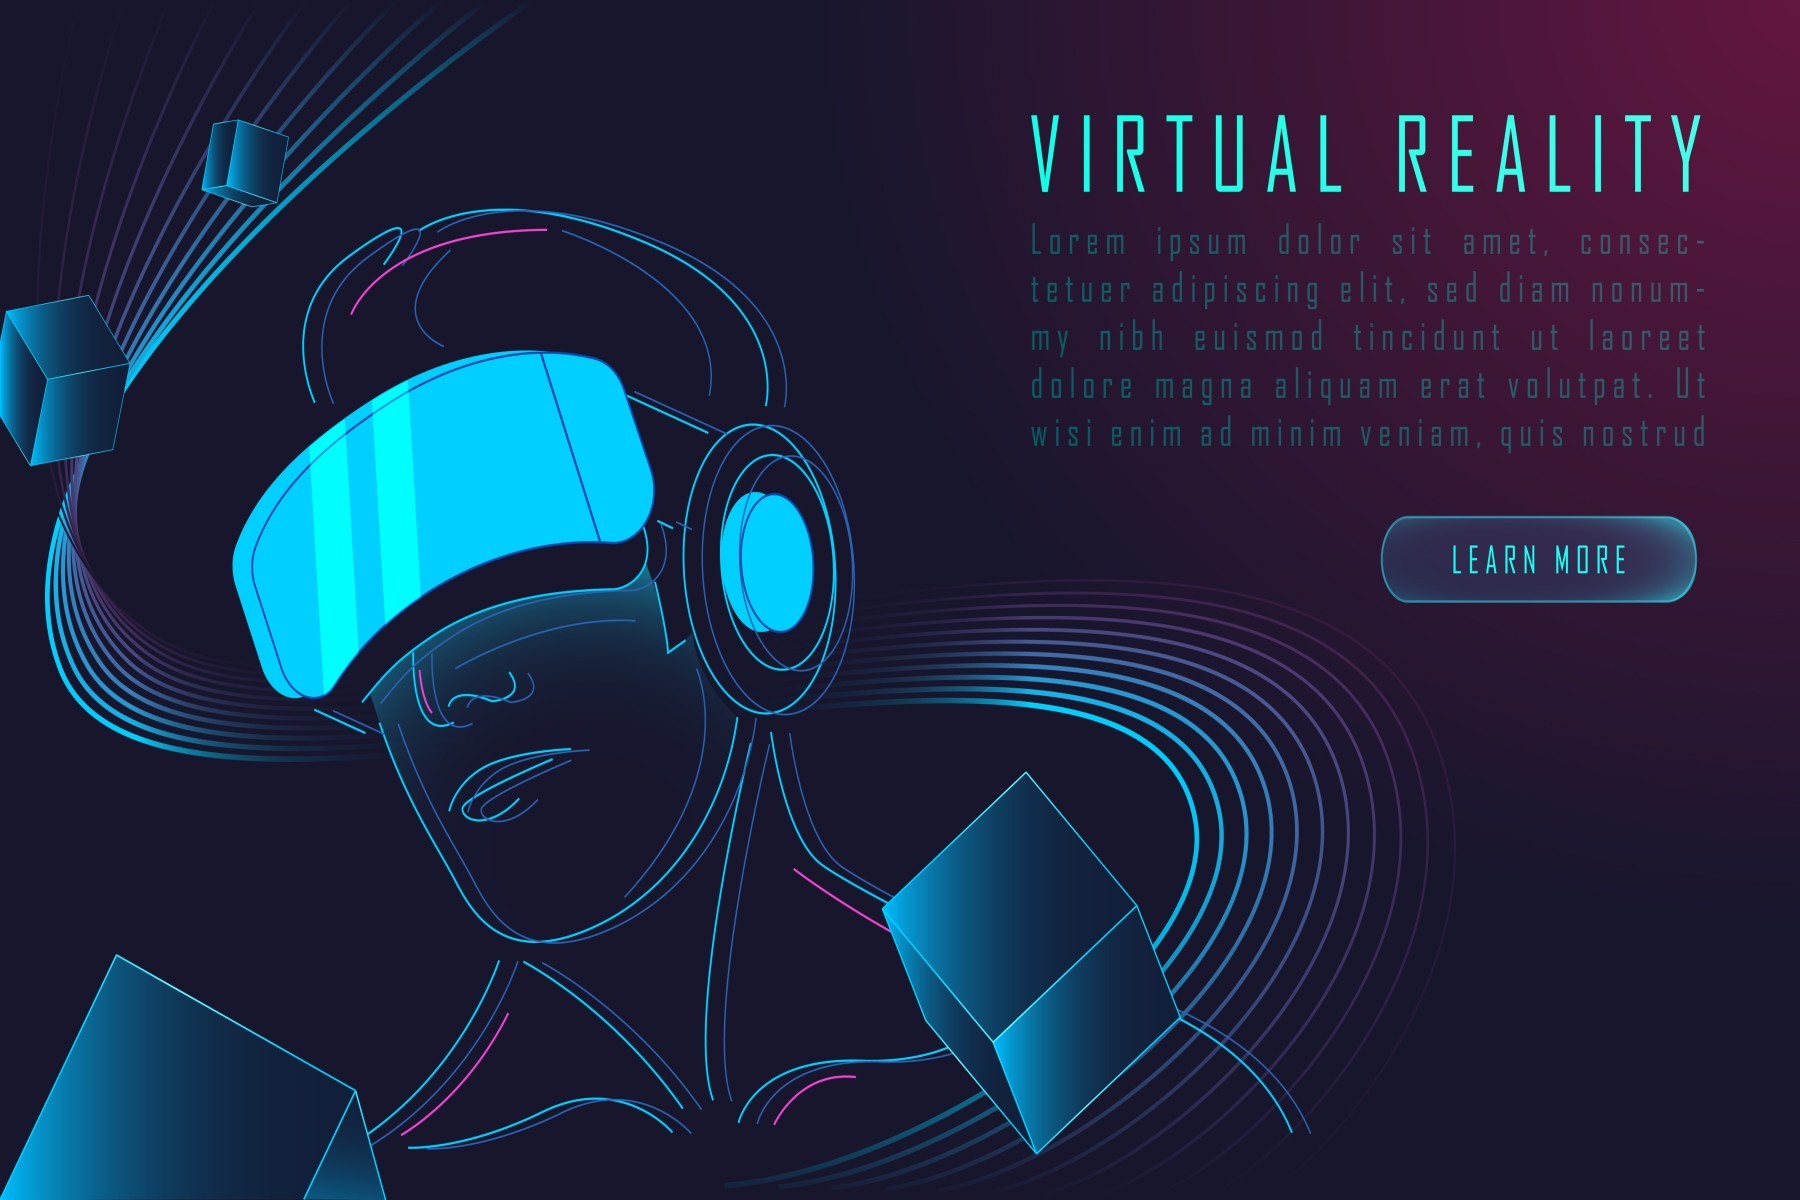 VIRTUAL REALITY
Lorem ipsum dolor sit amet, consec-
tetuer adipiscing elit, sed diam nonum-
my nibh euismod tincidunt ut laoreet
dolore magna aliquam erat volutpat. Ut
wisi enim ad minim veniam, quis nostrud
LEARN MORE